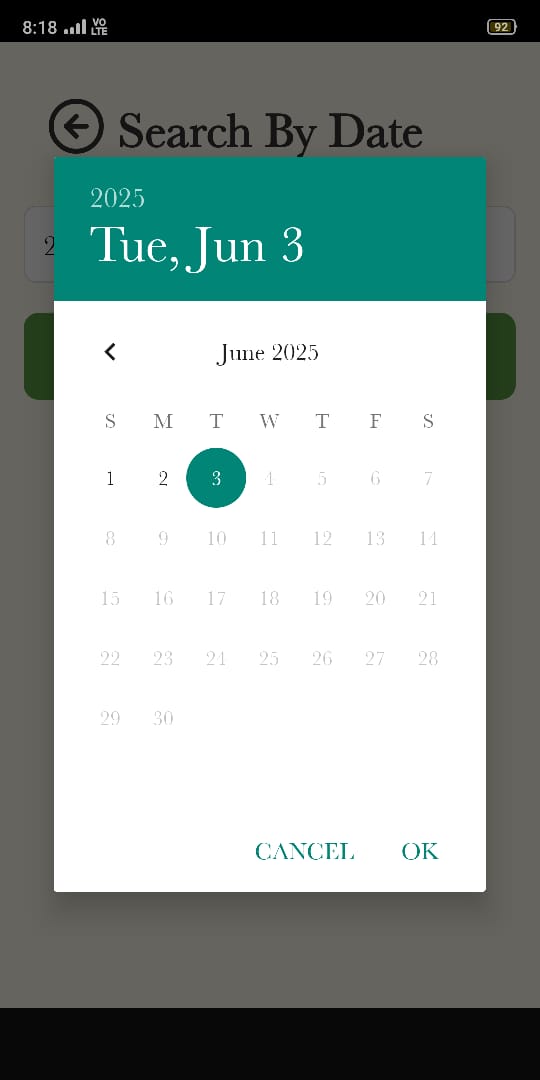 8:18 VO LTE 92
Search By Date
2
2025
Tue, Jun 3
June 2025
S M T W T F S
1 2 3 4 5 6 7
8 9 10 11 12 13 14
15 16 17 18 19 20 21
22 23 24 25 26 27 28
29 30
CANCEL OK